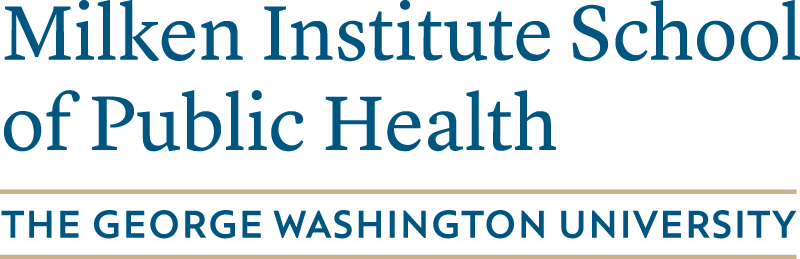 Milken Institute School
of Public Health
THE GEORGE WASHINGTON UNIVERSITY